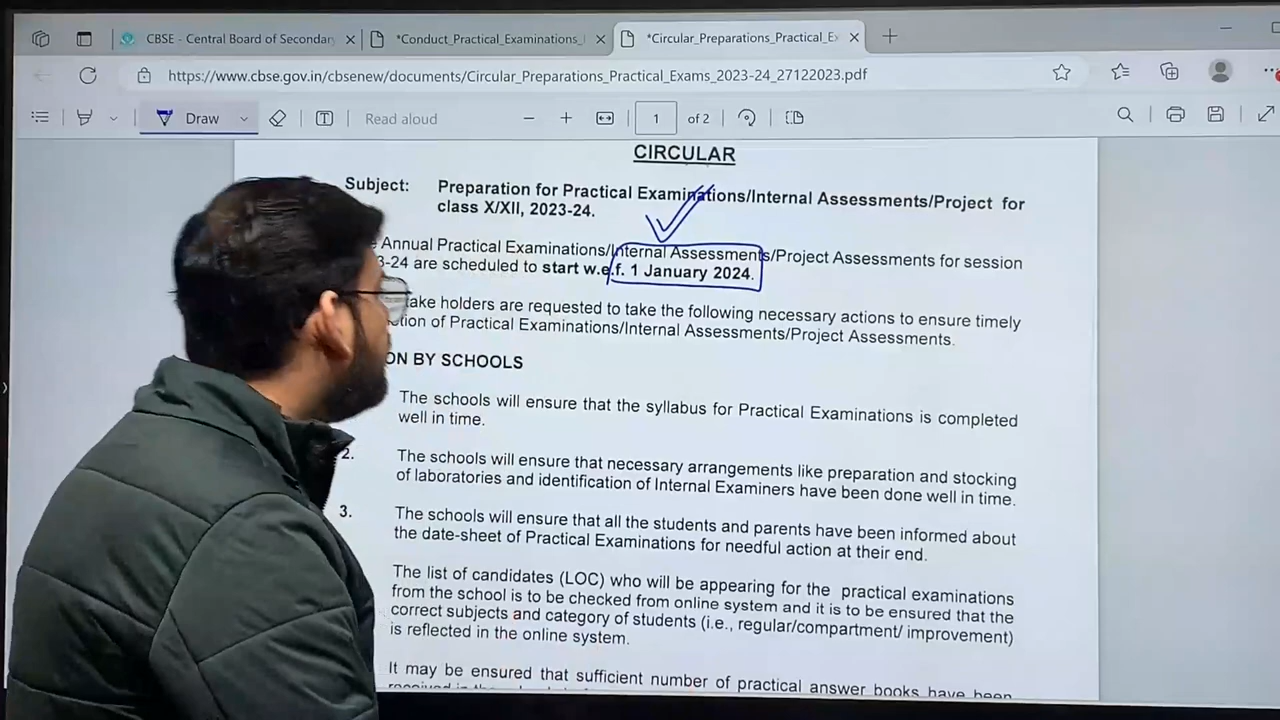 CBSE - Central Board of Secondar
*Conduct_Practical_Examinations_
*Circular_Preparations_Practical_Ex
https://www.cbse.gov.in/cbsenew/documents/Circular_Preparations_Practical_Exams_2023-24_27122023.pdf
Draw
Read aloud
1 of 2
CIRCULAR
Subject: Preparation for Practical Examinations/Internal Assessments/Project for
class X/XII, 2023-24.
Annual Practical Examinations/Internal Assessments/Project Assessments for session
3-24 are scheduled to start w.e.f. 1 January 2024.
take holders are requested to take the following necessary actions to ensure timely
ction of Practical Examinations/Internal Assessments/Project Assessments.
ON BY SCHOOLS
The schools will ensure that the syllabus for Practical Examinations is completed
well in time.
2. The schools will ensure that necessary arrangements like preparation and stocking
of laboratories and identification of Internal Examiners have been done well in time.
3. The schools will ensure that all the students and parents have been informed about
the date-sheet of Practical Examinations for needful action at their end.
The list of candidates (LOC) who will be appearing for the practical examinations
from the school is to be checked from online system and it is to be ensured that the
correct subjects and category of students (i.e., regular/compartment/ improvement)
is reflected in the online system.
It may be ensured that sufficient number of practical answer books have been